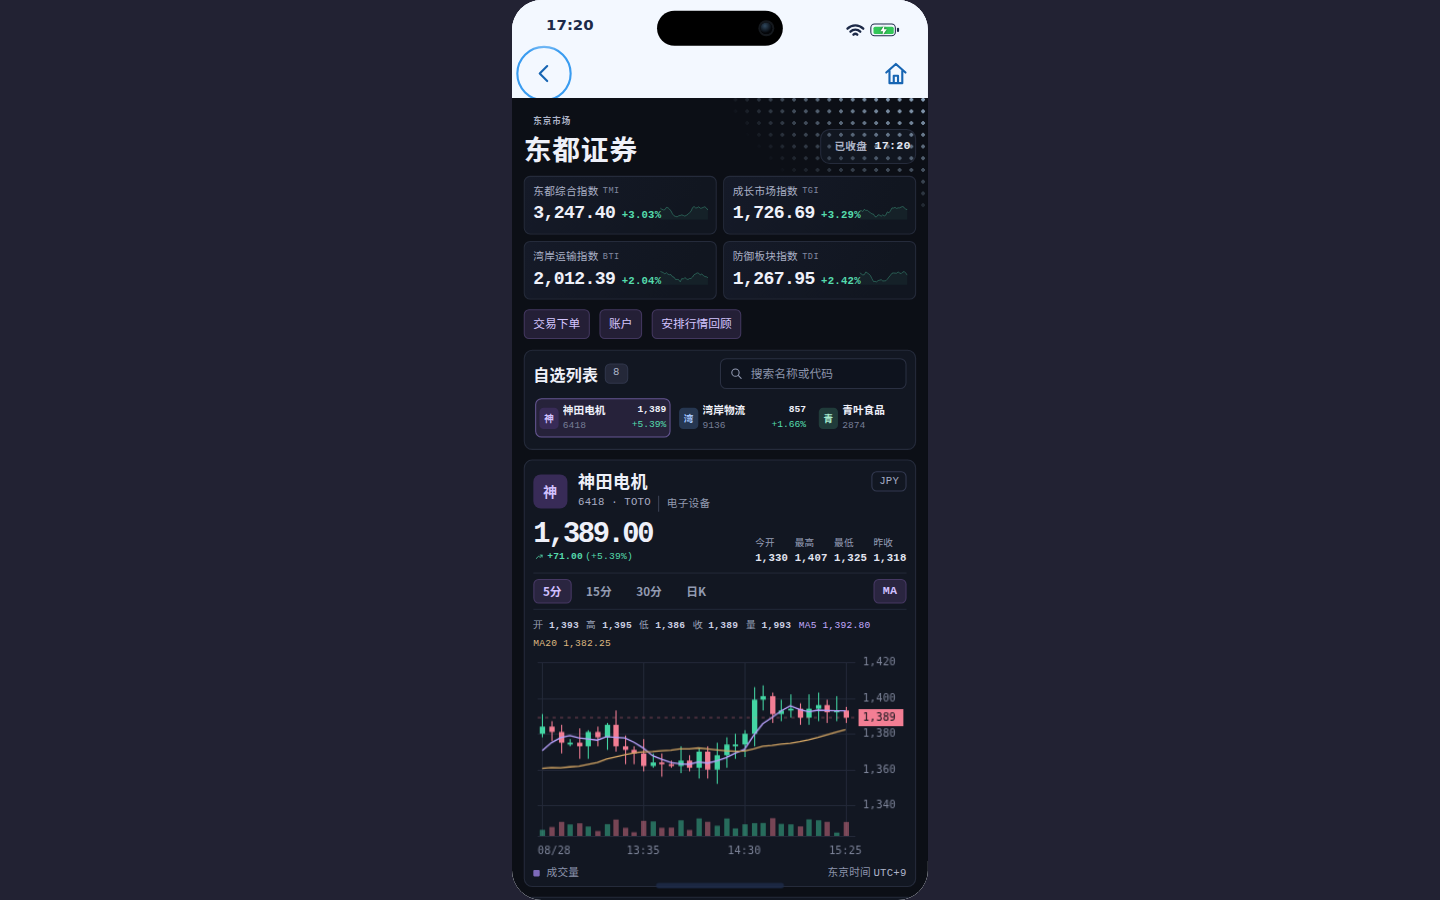 17:20
东京市场
东都证券
已收盘 17:20
东都综合指数 TMI
3,247.40 +3.03%
成长市场指数 TGI
1,726.69 +3.29%
湾岸运输指数 BTI
2,012.39 +2.04%
防御板块指数 TDI
1,267.95 +2.42%
交易下单 账户 安排行情回顾
自选列表 8
搜索名称或代码
神 神田电机 1,389
6418 +5.39%
湾 湾岸物流 857
9136 +1.66%
青 青叶食品
2874
神 神田电机
6418 · TOTO 电子设备
JPY
1,389.00
+71.00 (+5.39%)
今开 最高 最低 昨收
1,330 1,407 1,325 1,318
5分 15分 30分 日K MA
开 1,393 高 1,395 低 1,386 收 1,389 量 1,993 MA5 1,392.80
MA20 1,382.25
1,420
1,400
1,389
1,380
1,360
1,340
08/28 13:35 14:30 15:25
成交量 东京时间 UTC+9